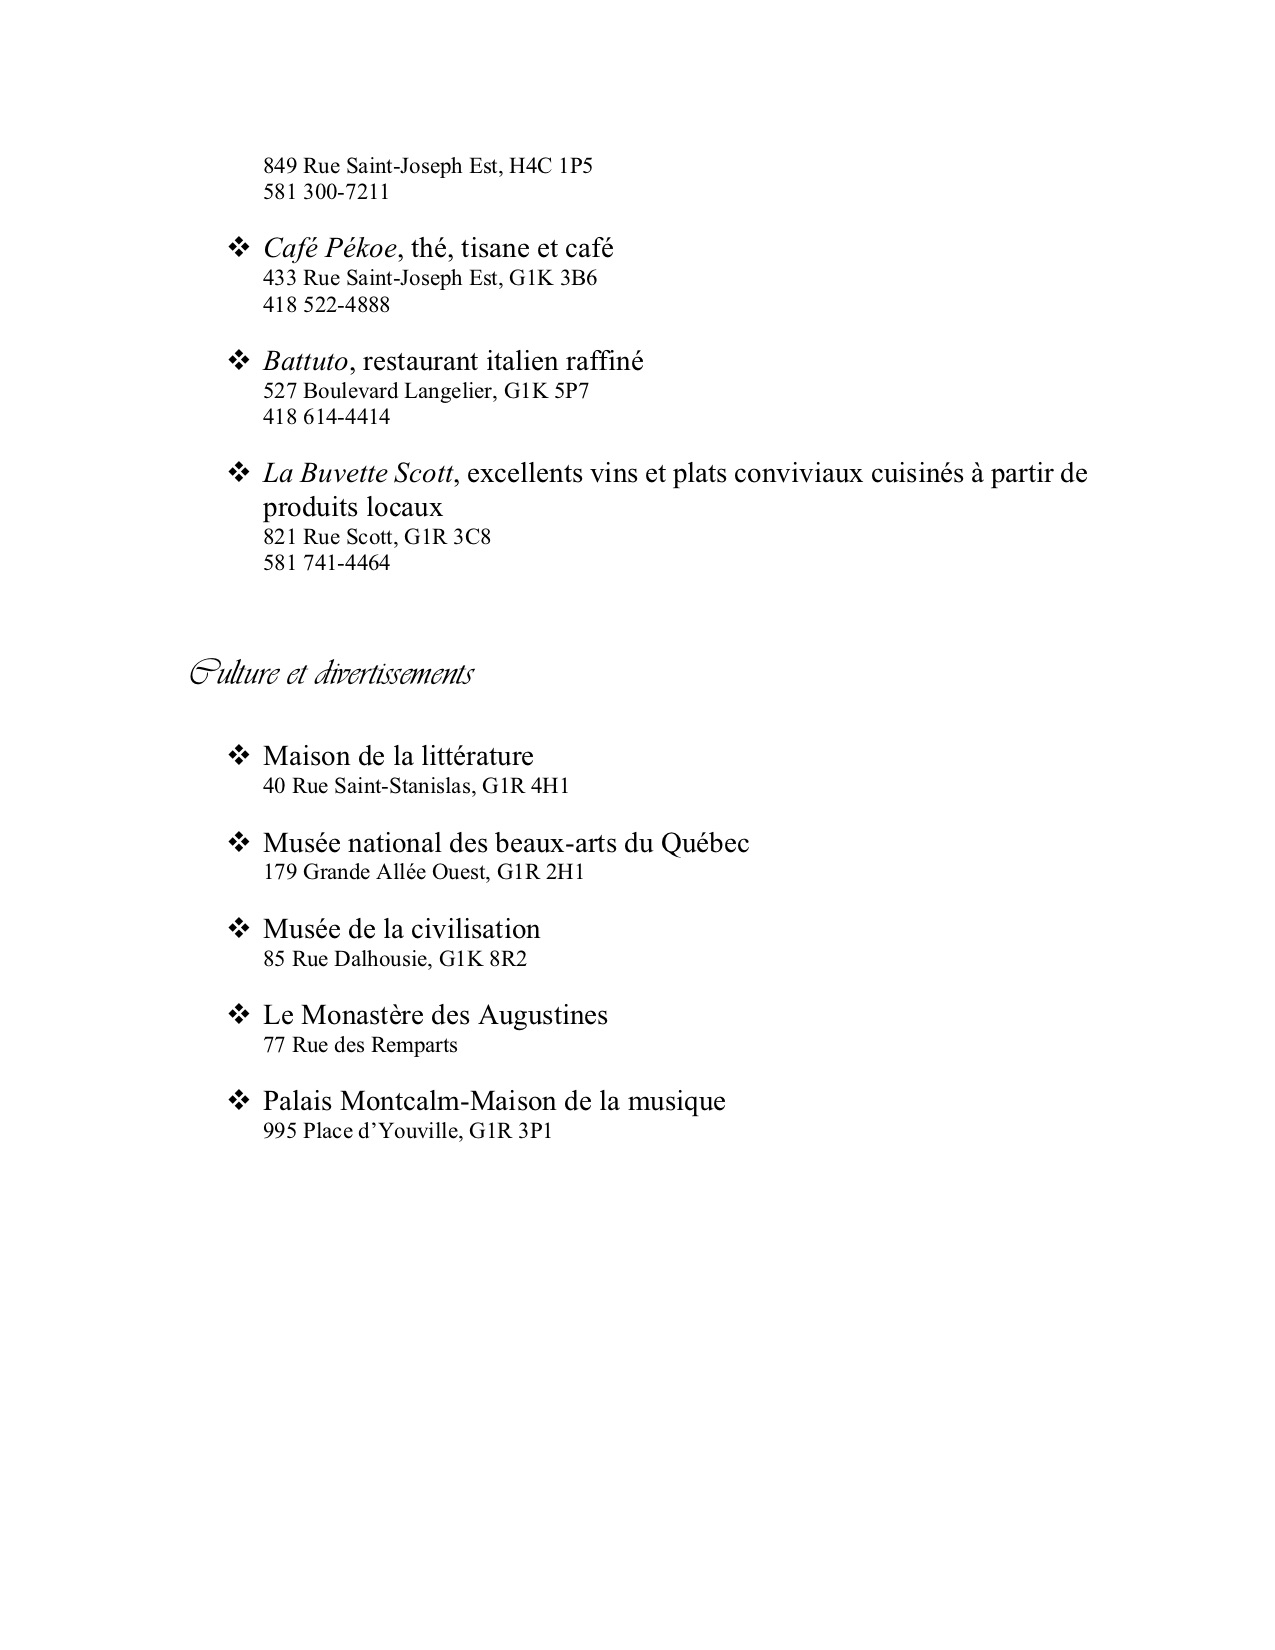 849 Rue Saint-Joseph Est, H4C 1P5
581 300-7211
❖ Café Pékoe, thé, tisane et café
433 Rue Saint-Joseph Est, G1K 3B6
418 522-4888
❖ Battuto, restaurant italien raffiné
527 Boulevard Langelier, G1K 5P7
418 614-4414
❖ La Buvette Scott, excellents vins et plats conviviaux cuisinés à partir de
produits locaux
821 Rue Scott, G1R 3C8
581 741-4464
Culture et divertissements
❖ Maison de la littérature
40 Rue Saint-Stanislas, G1R 4H1
❖ Musée national des beaux-arts du Québec
179 Grande Allée Ouest, G1R 2H1
❖ Musée de la civilisation
85 Rue Dalhousie, G1K 8R2
❖ Le Monastère des Augustines
77 Rue des Remparts
❖ Palais Montcalm-Maison de la musique
995 Place d’Youville, G1R 3P1